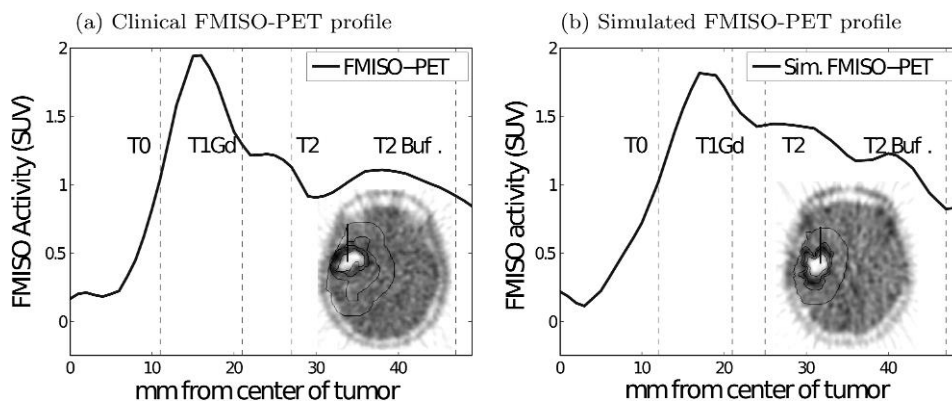 (a) Clinical FMISO-PET profile
(b) Simulated FMISO-PET profile
FMISO Activity (SUV)
2
1.5
1
0.5
0
FMISO–PET
T0
T1Gd
T2
T2 Buf .
0
10
20
30
40
mm from center of tumor
FMISO activity (SUV)
2
1.5
1
0.5
0
Sim. FMISO–PET
T0
T1Gd
T2
T2 Buf.
0
10
20
30
40
mm from center of tumor